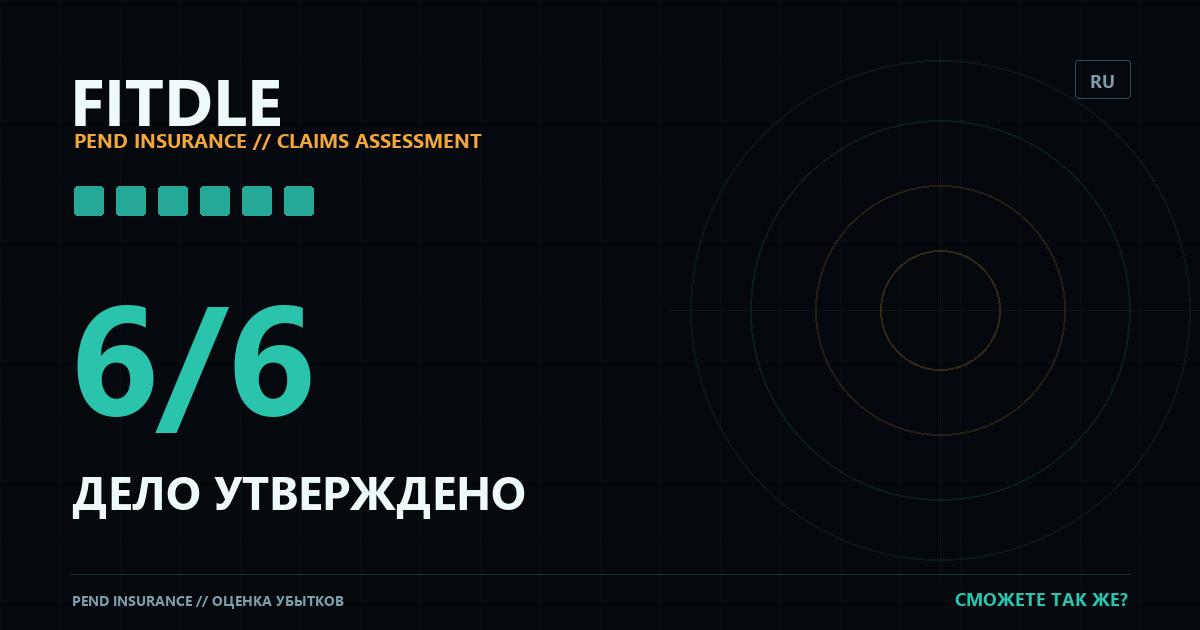 FITDLE
RU
PEND INSURANCE // CLAIMS ASSESSMENT
6/6
ДЕЛО УТВЕРЖДЕНО
PEND INSURANCE // ОЦЕНКА УБЫТКОВ
СМОЖЕТЕ ТАК ЖЕ?